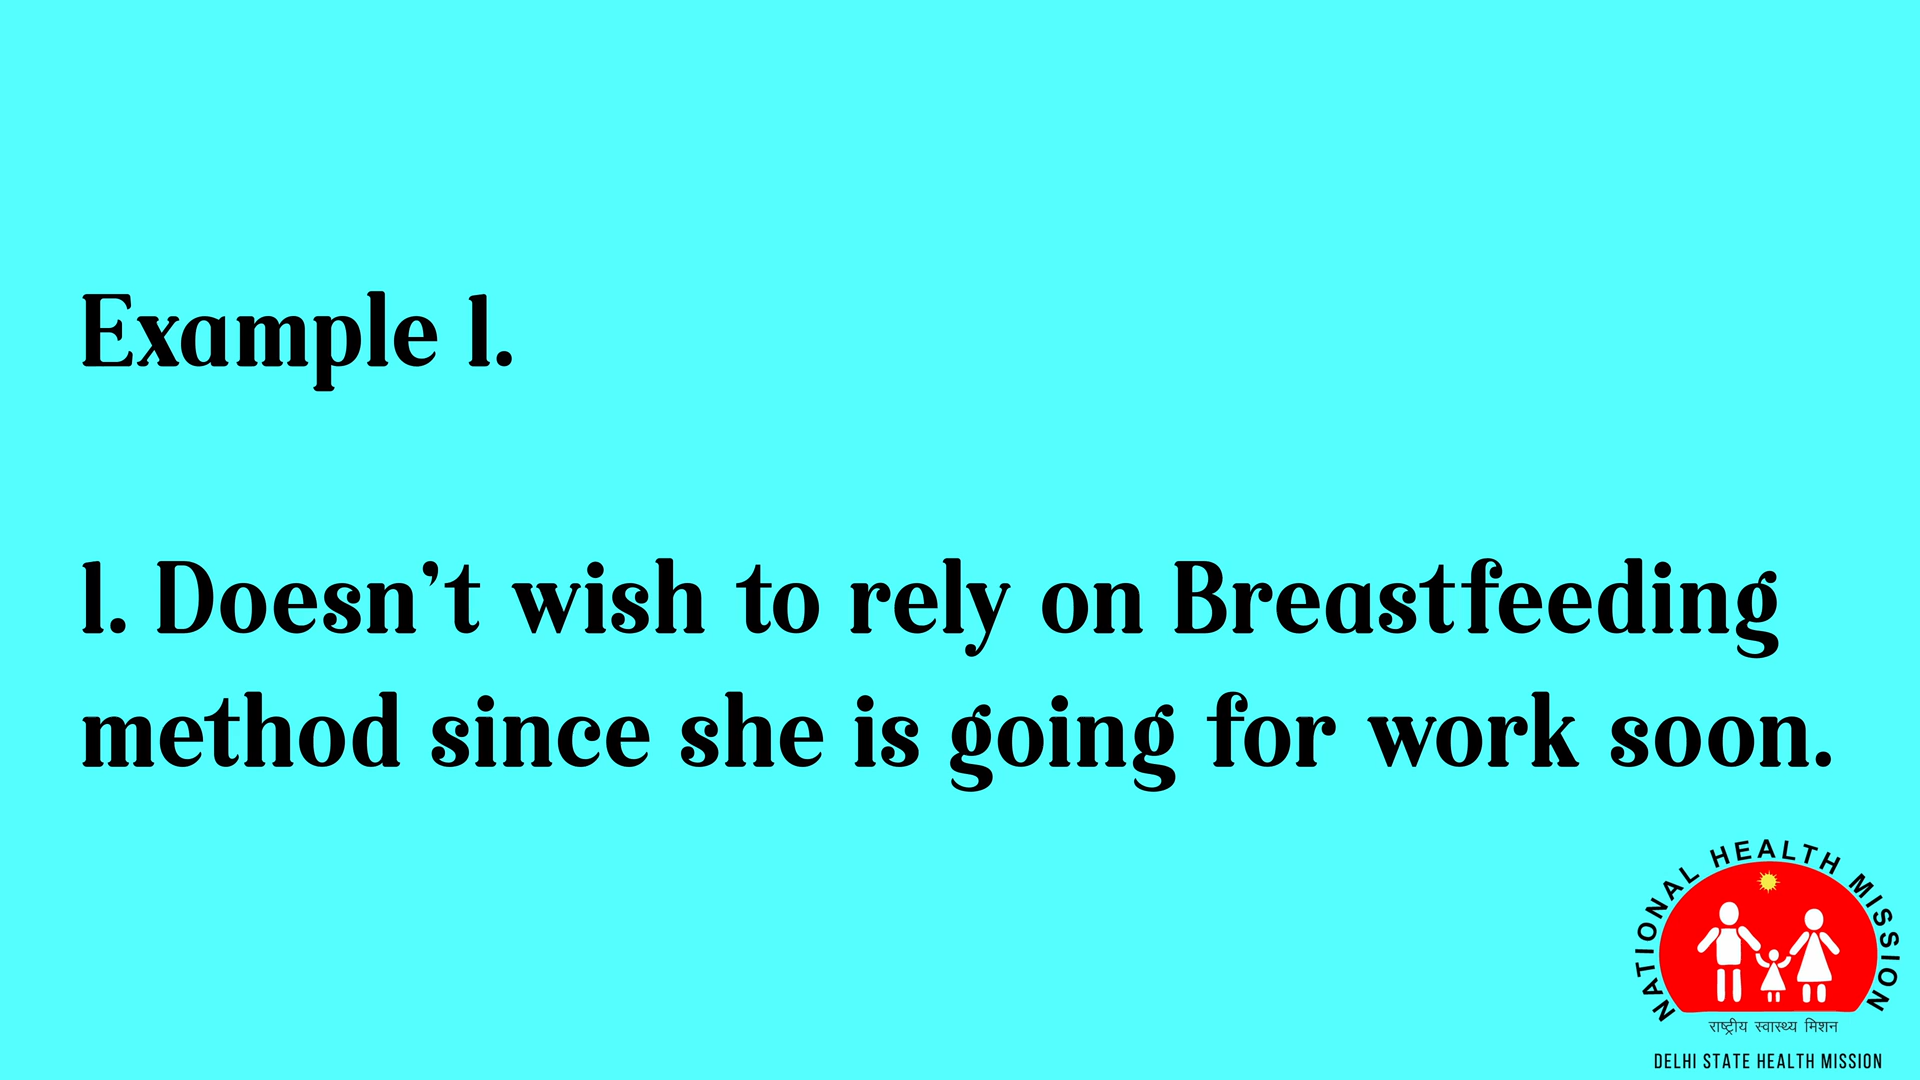 Example 1.
1. Doesn't wish to rely on Breastfeeding
method since she is going for work soon.
NATIONAL HEALTH MISSION
राष्ट्रीय स्वास्थ्य मिशन
DELHI STATE HEALTH MISSION